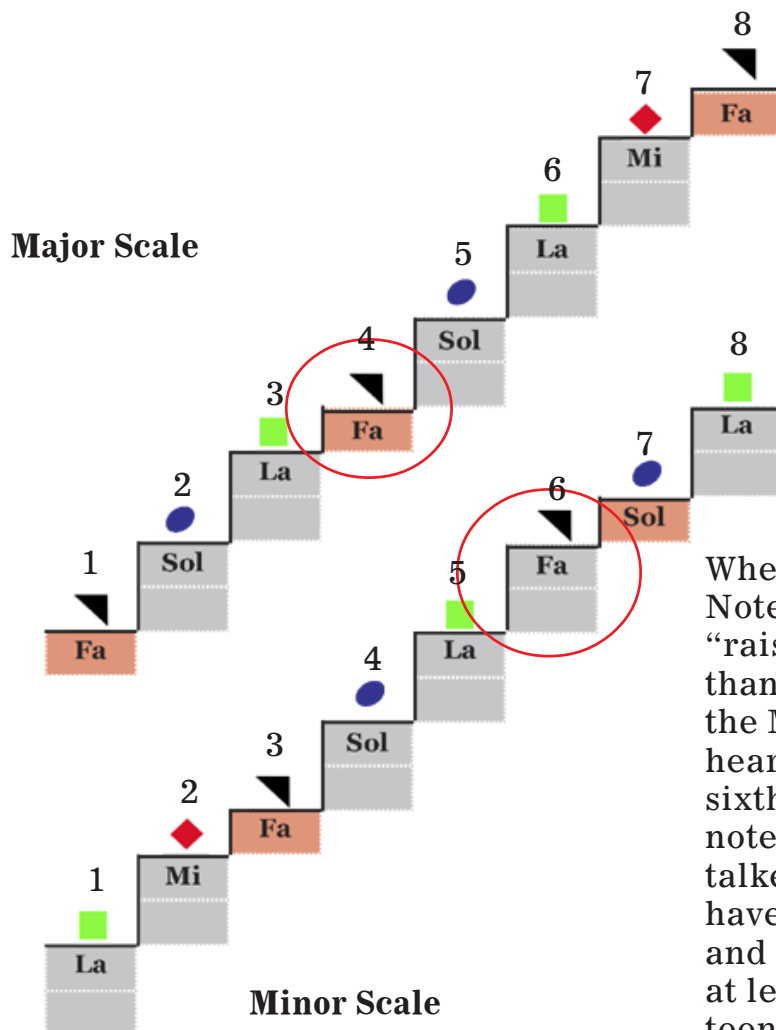 8
Fa
7
Mi
6
La
Major Scale
5
Sol
4
Fa
3
La
2
Sol
1
Fa
8
La
7
Sol
6
Fa
5
La
4
Sol
3
Fa
2
Mi
1
La
Minor Scale
Whe
Note
“rais
than
the M
hear
sixth
note
talke
have
and
at le